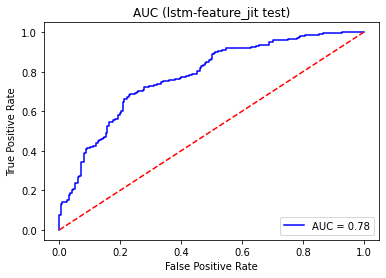 AUC (lstm-feature_jit test)
True Positive Rate
1.0
0.8
0.6
0.4
0.2
0.0
AUC = 0.78
0.0 0.2 0.4 0.6 0.8 1.0
False Positive Rate